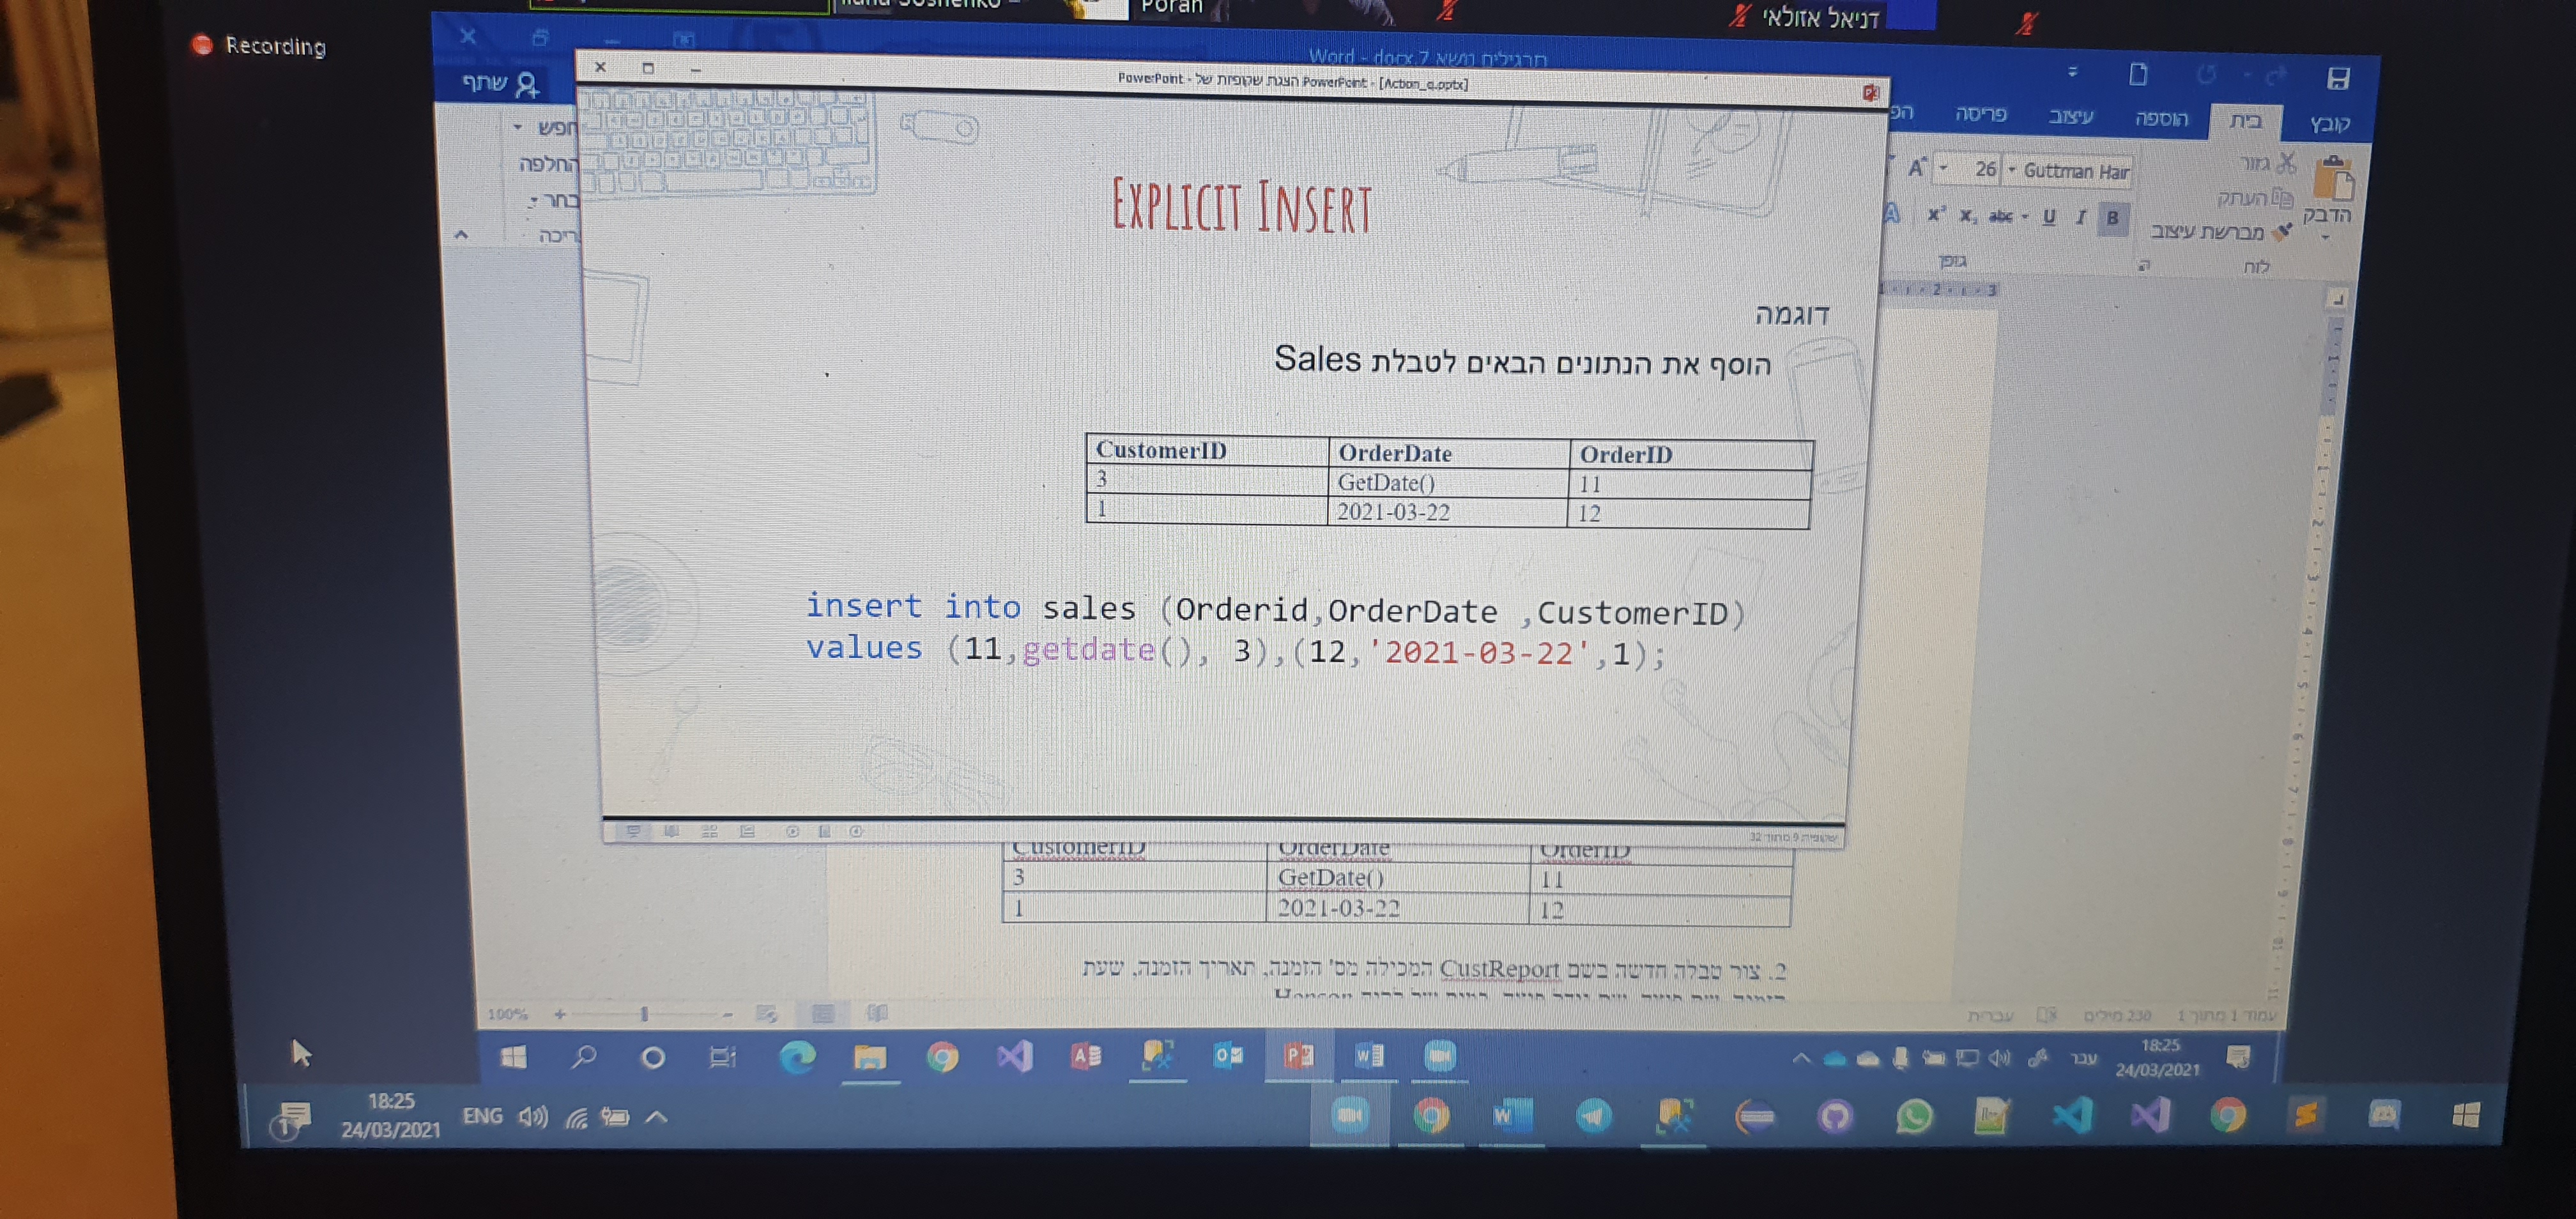 Recording
Poran
דניאל אזולאי
תרגילים נושא 7.docx - Word
שתף
PowerPoint הצגת שקופיות של - PowerPoint - [Action_q.pptx]
קובץ
בית
הוספה
עיצוב
פריסה
הפ
חפש
החלפה
בחר
ריכה
26
Guttman Hair
גזור
העתק
מברשת עיצוב
הדבק
גופן
לוח
EXPLICIT INSERT
דוגמה
הוסף את הנתונים הבאים לטבלת Sales
CustomerID OrderDate OrderID
3 GetDate() 11
1 2021-03-22 12
insert into sales (Orderid,OrderDate ,CustomerID)
values (11,getdate(), 3),(12,'2021-03-22',1);
שקופית 9 מתוך 32
CustomerID OrderDate OrderID
3 GetDate() 11
1 2021-03-22 12
2. צור טבלה חדשה בשם CustReport המכילה מס' הזמנה, תאריך הזמנה, שעת
100%
עמוד 1 מתוך 1
230 מילים
עברית
עבר
18:25
24/03/2021
18:25
24/03/2021
ENG